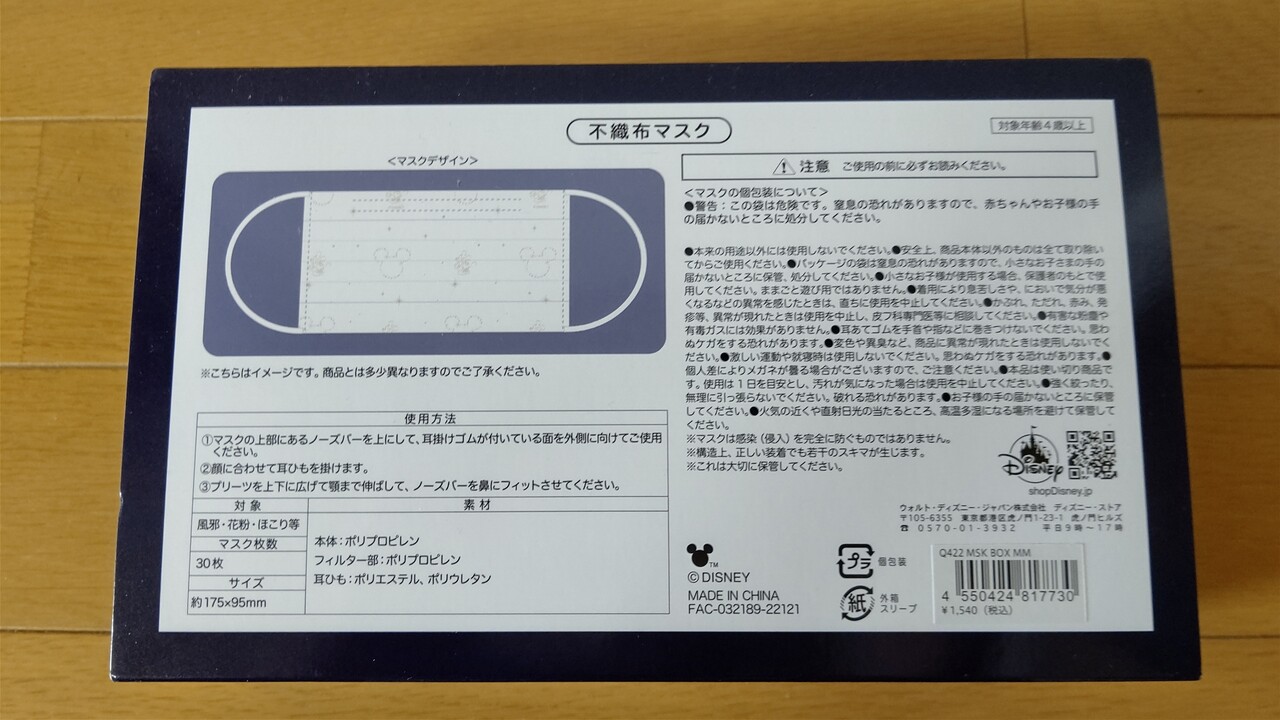 不織布マスク
対象年齢4歳以上
＜マスクデザイン＞
※こちらはイメージです。商品とは多少異なりますのでご了承ください。
使用方法
①マスクの上部にあるノーズバーを上にして、耳掛けゴムが付いている面を外側に向けてご使用
ください。
②顔に合わせて耳ひもを掛けます。
③プリーツを上下に広げて顎まで伸ばして、ノーズバーを鼻にフィットさせてください。
対象
風邪・花粉・ほこり等
マスク枚数
30枚
サイズ
約175×95mm
素材
本体：ポリプロピレン
フィルター部：ポリプロピレン
耳ひも：ポリエステル、ポリウレタン
注意 ご使用の前に必ずお読みください。
＜マスクの個包装について＞
●警告：この袋は危険です。窒息の恐れがありますので、赤ちゃんやお子様の手
の届かないところに処分してください。
●本来の用途以外には使用しないでください。●安全上、商品本体以外のものは全て取り除い
てからご使用ください。●パッケージの袋は窒息の恐れがありますので、小さなお子さまの手の
届かないところに保管、処分してください。●小さなお子様が使用する場合、保護者のもとで使
用してください。ままごと遊び用ではありません。●着用により息苦しさや、においで気分が悪
くなるなどの異常を感じたときは、直ちに使用を中止してください。●かぶれ、ただれ、赤み、発
疹等、異常が現れたときは使用を中止し、皮フ科専門医等に相談してください。●有害な粉塵や
有毒ガスには効果がありません。●耳あてゴムを手首や指などに巻きつけないでください。思わ
ぬケガをする恐れがあります。●変色や異臭など、商品に異常が現れたときは使用しないでく
ださい。●激しい運動や就寝時は使用しないでください。思わぬケガをする恐れがあります。●
個人差によりメガネが曇る場合がございますので、ご注意ください。●本品は使い切り商品で
す。使用は1日を目安とし、汚れが気になった場合は使用を中止してください。●強く絞ったり、
無理に引っ張らないでください。破れる恐れがあります。●お子様の手の届かないところに保管
してください。●火気の近くや直射日光の当たるところ、高温多湿になる場所を避けて保管して
ください。
※マスクは感染（侵入）を完全に防ぐものではありません。
※構造上、正しい装着でも若干のスキマが生じます。
※これは大切に保管してください。
Disney
shopDisney.jp
ウォルト・ディズニー・ジャパン株式会社 ディズニー・ストア
〒105-6355 東京都港区虎ノ門1-23-1 虎ノ門ヒルズ
☎ 0570-01-3932 平日9時〜17時
TM
©DISNEY
MADE IN CHINA
FAC-032189-22121
プラ 個包装
紙 外箱
スリーブ
Q422 MSK BOX MM
4 550424 817730
¥1,540（税込）